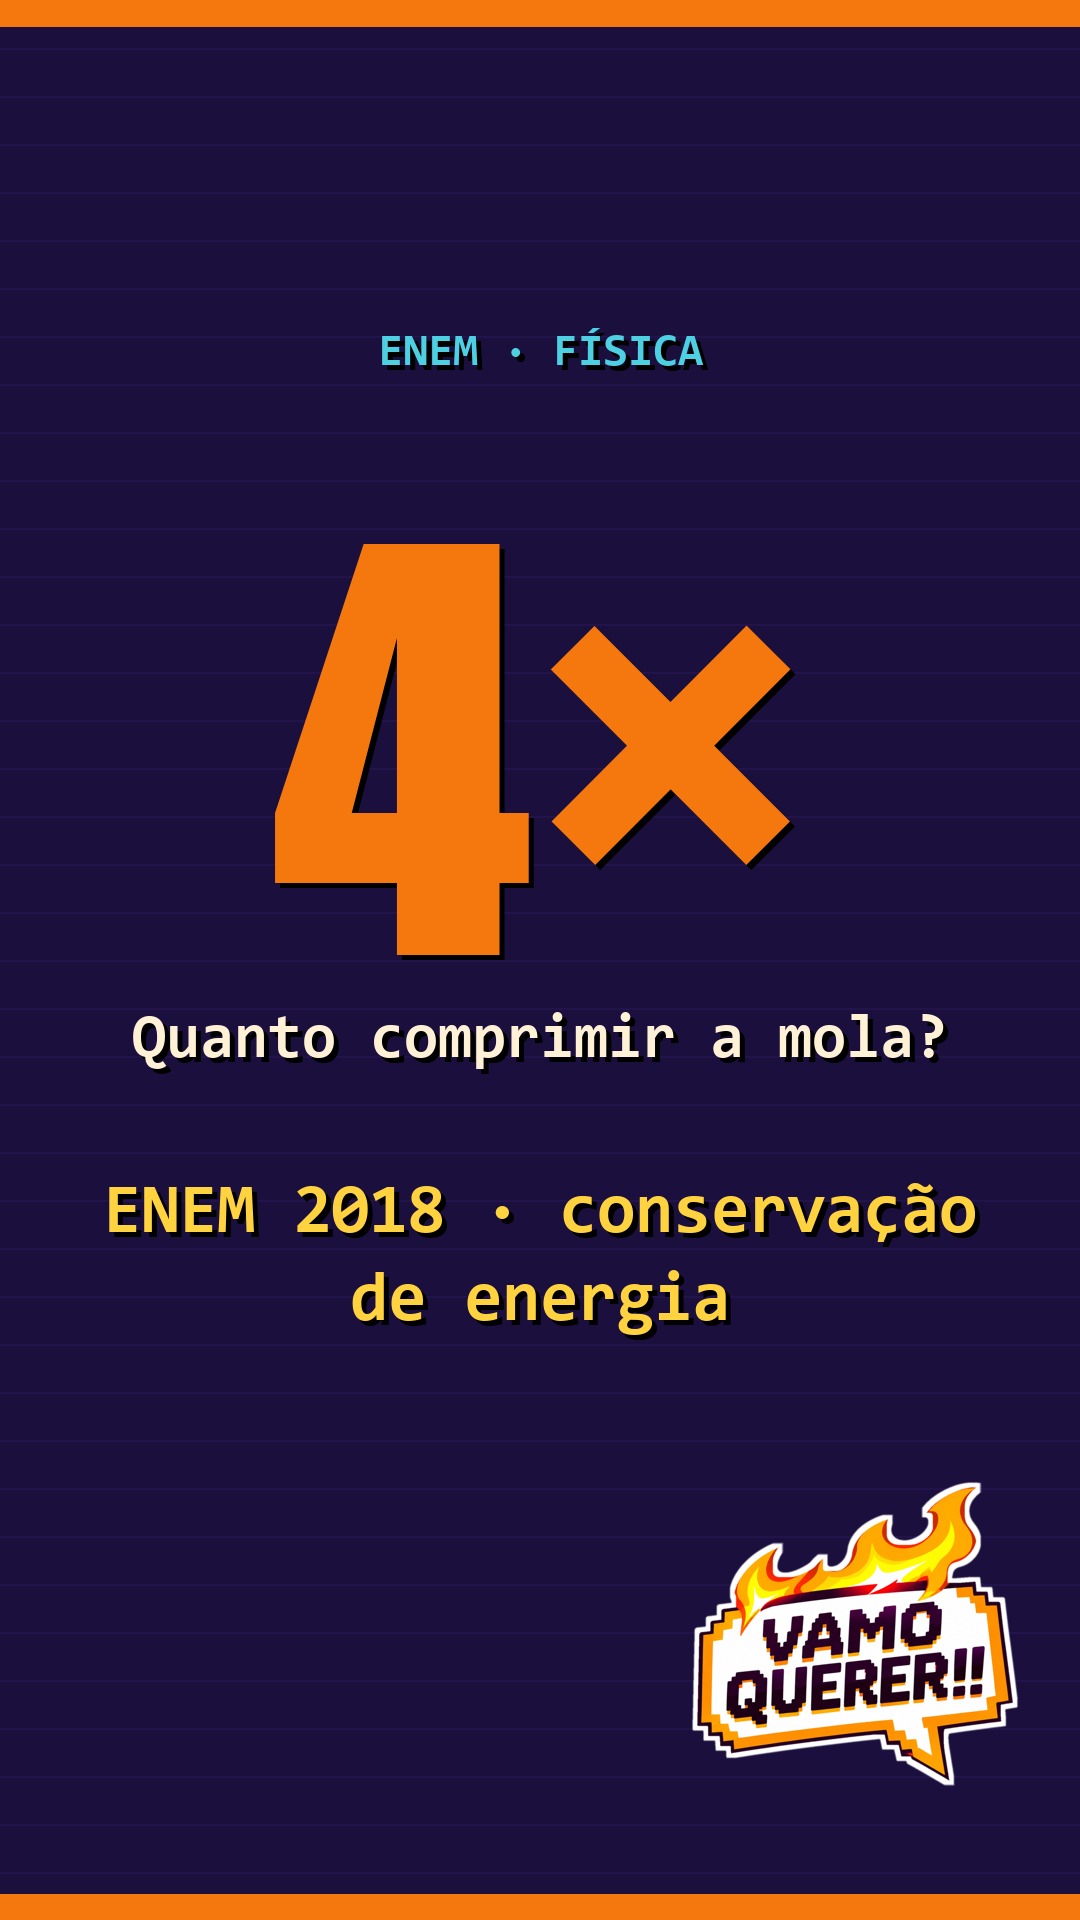 ENEM · FÍSICA
4×
Quanto comprimir a mola?
ENEM 2018 · conservação
de energia
VAMO
QUERER!!